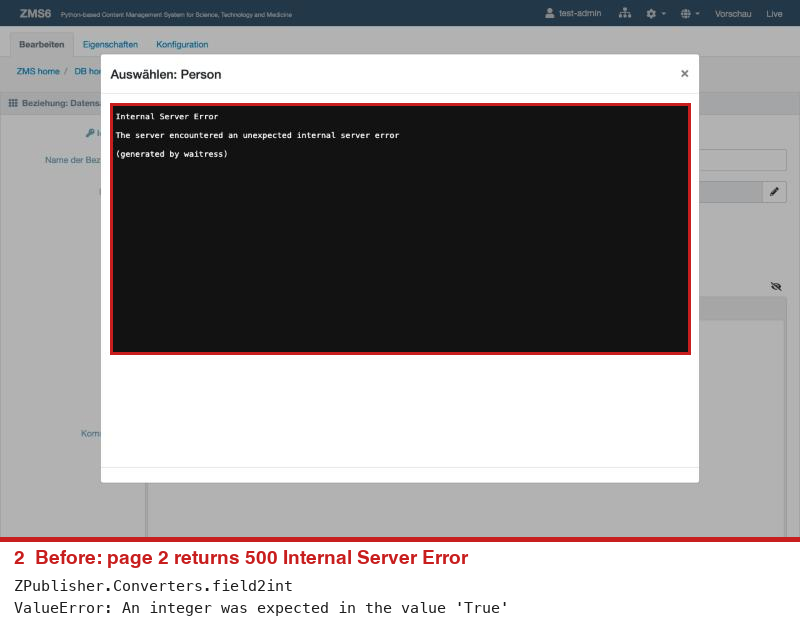 ZMS6 Python-based Content Management System for Science, Technology and Medicine test-admin Vorschau Live
Bearbeiten Eigenschaften Konfiguration
ZMS home / DB
Auswählen: Person ×
Beziehung: Datens
Name der Bez
Internal Server Error
The server encountered an unexpected internal server error
(generated by waitress)
Kom
2 Before: page 2 returns 500 Internal Server Error
ZPublisher.Converters.field2int
ValueError: An integer was expected in the value 'True'